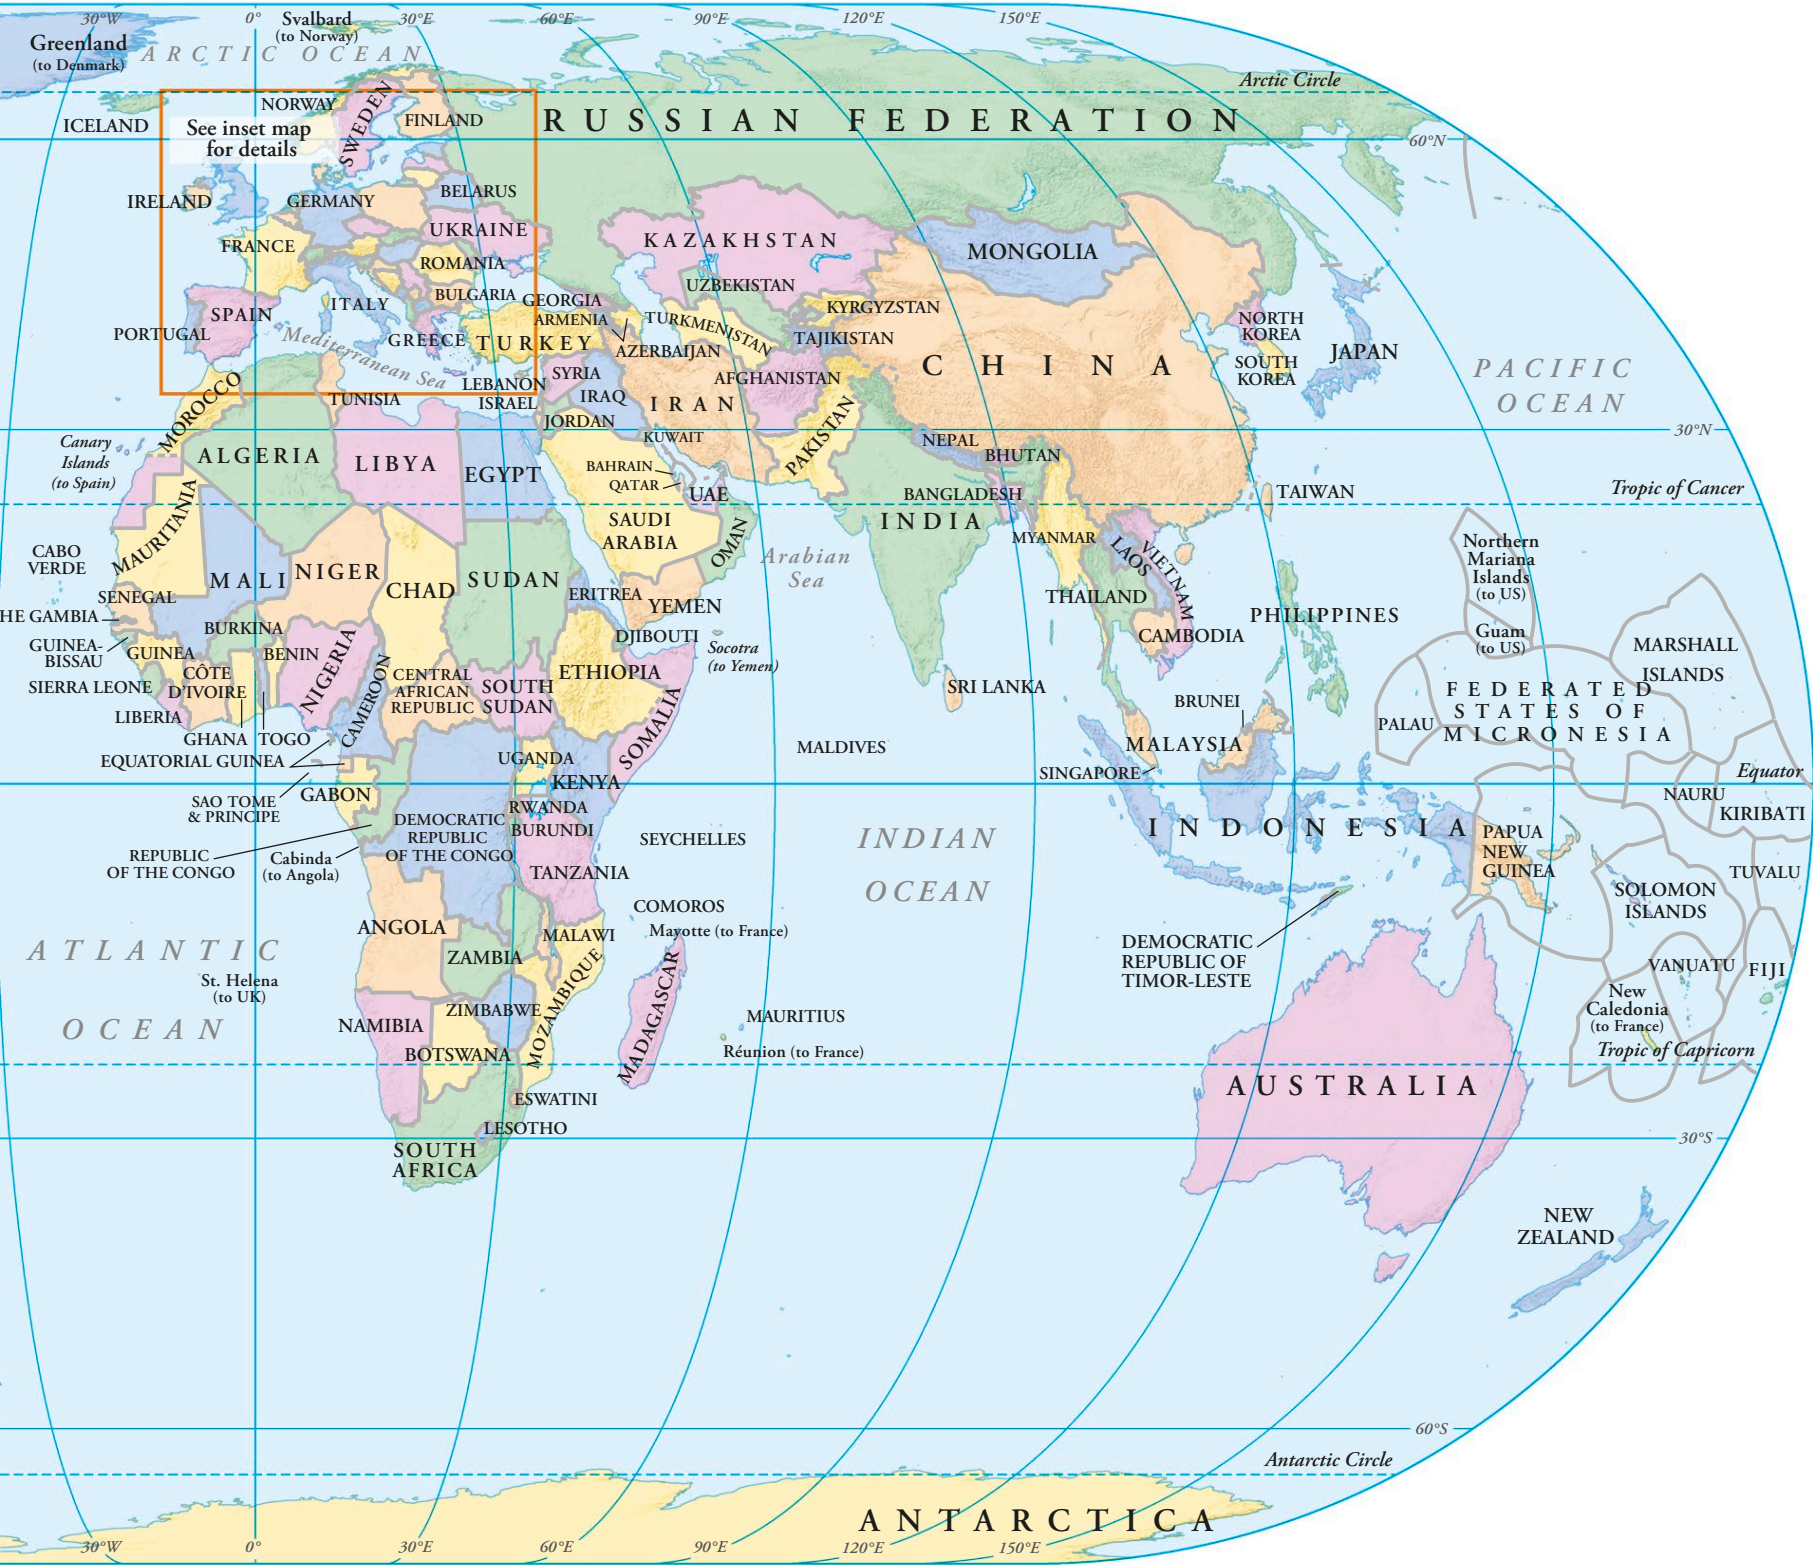 30°W
0°
30°E
60°E
90°E
120°E
150°E
Svalbard
(to Norway)
Greenland
(to Denmark)
ARCTIC OCEAN
Arctic Circle
NORWAY
SWEDEN
FINLAND
ICELAND
See inset map
for details
RUSSIAN FEDERATION
60°N
IRELAND
GERMANY
BELARUS
UKRAINE
FRANCE
ROMANIA
KAZAKHSTAN
MONGOLIA
UZBEKISTAN
ITALY
BULGARIA
GEORGIA
KYRGYZSTAN
SPAIN
PORTUGAL
Mediterranean Sea
GREECE
TURKEY
ARMENIA
AZERBAIJAN
TURKMENISTAN
TAJIKISTAN
NORTH
KOREA
SOUTH
KOREA
JAPAN
CHINA
PACIFIC
OCEAN
SYRIA
LEBANON
ISRAEL
IRAQ
IRAN
AFGHANISTAN
MOROCCO
TUNISIA
JORDAN
KUWAIT
PAKISTAN
NEPAL
BHUTAN
30°N
Canary
Islands
(to Spain)
ALGERIA
LIBYA
EGYPT
BAHRAIN
QATAR
UAE
BANGLADESH
INDIA
TAIWAN
Tropic of Cancer
MAURITANIA
SAUDI
ARABIA
OMAN
Arabian
Sea
MYANMAR
LAOS
VIETNAM
Northern
Mariana
Islands
(to US)
CABO
VERDE
MALI
NIGER
CHAD
SUDAN
ERITREA
YEMEN
THAILAND
PHILIPPINES
SENEGAL
HE GAMBIA
GUINEA-
BISSAU
GUINEA
BURKINA
BENIN
NIGERIA
DJIBOUTI
Socotra
(to Yemen)
CAMBODIA
Guam
(to US)
MARSHALL
ISLANDS
SIERRA LEONE
CÔTE
D'IVOIRE
CAMEROON
CENTRAL
AFRICAN
REPUBLIC
SOUTH
SUDAN
ETHIOPIA
SOMALIA
SRI LANKA
BRUNEI
PALAU
FEDERATED
STATES OF
MICRONESIA
LIBERIA
GHANA
TOGO
EQUATORIAL GUINEA
UGANDA
KENYA
MALDIVES
MALAYSIA
SINGAPORE
Equator
SAO TOME
& PRINCIPE
GABON
RWANDA
BURUNDI
DEMOCRATIC
REPUBLIC
OF THE CONGO
SEYCHELLES
INDIAN
OCEAN
INDONESIA
PAPUA
NEW
GUINEA
NAURU
KIRIBATI
REPUBLIC
OF THE CONGO
Cabinda
(to Angola)
TANZANIA
TUVALU
SOLOMON
ISLANDS
COMOROS
Mayotte (to France)
ANGOLA
ZAMBIA
MALAWI
MOZAMBIQUE
MADAGASCAR
DEMOCRATIC
REPUBLIC OF
TIMOR-LESTE
VANUATU
FIJI
ATLANTIC
OCEAN
St. Helena
(to UK)
NAMIBIA
ZIMBABWE
BOTSWANA
MAURITIUS
Réunion (to France)
New
Caledonia
(to France)
Tropic of Capricorn
AUSTRALIA
ESWATINI
LESOTHO
SOUTH
AFRICA
30°S
NEW
ZEALAND
60°S
Antarctic Circle
ANTARCTICA
30°W
0°
30°E
60°E
90°E
120°E
150°E